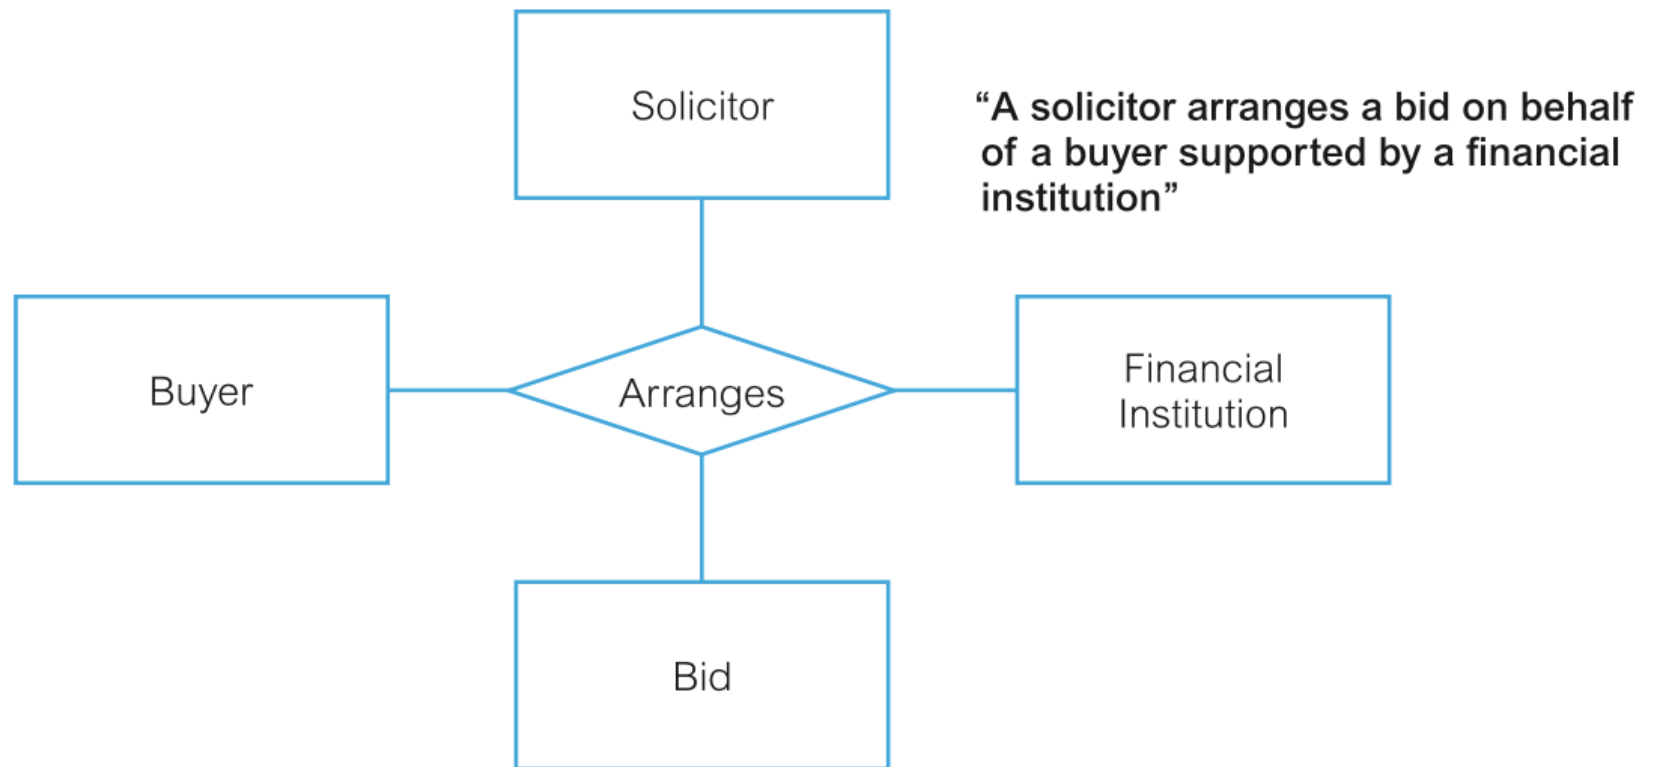 Solicitor
“A solicitor arranges a bid on behalf
of a buyer supported by a financial
institution”
Buyer
Arranges
Financial
Institution
Bid